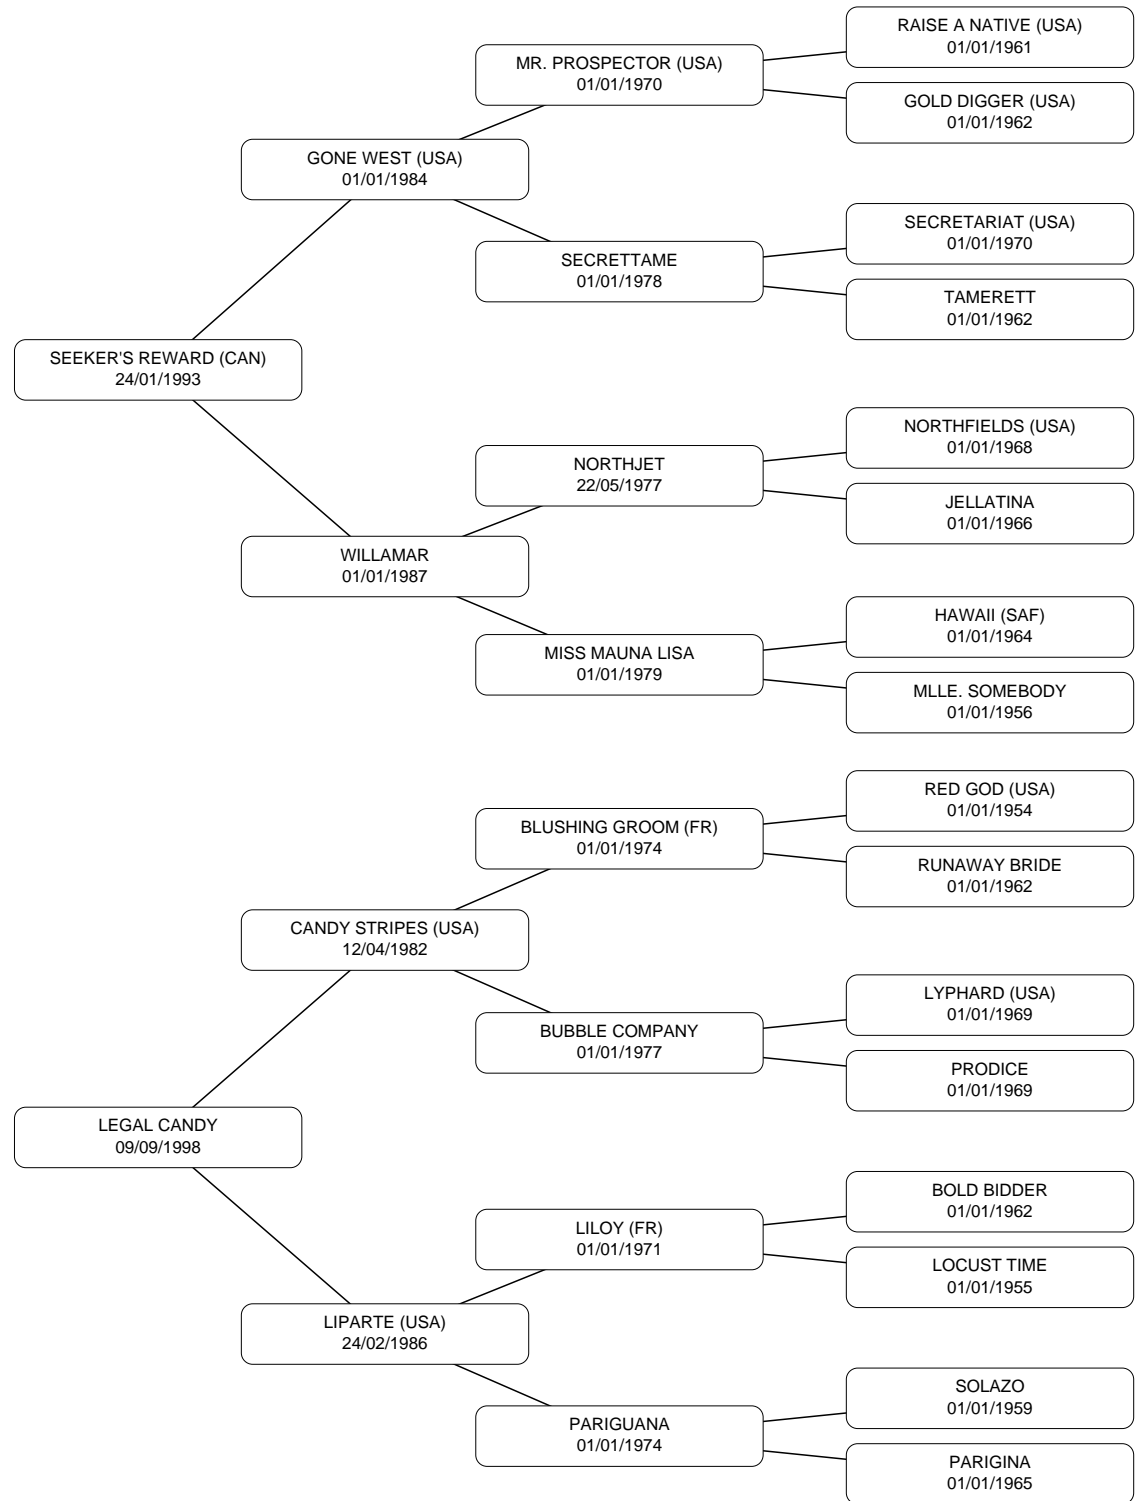 RAISE A NATIVE (USA)
01/01/1961
MR. PROSPECTOR (USA)
01/01/1970
GOLD DIGGER (USA)
01/01/1962
GONE WEST (USA)
01/01/1984
SECRETARIAT (USA)
01/01/1970
SECRETTAME
01/01/1978
TAMERETT
01/01/1962
SEEKER'S REWARD (CAN)
24/01/1993
NORTHFIELDS (USA)
01/01/1968
NORTHJET
22/05/1977
JELLATINA
01/01/1966
WILLAMAR
01/01/1987
HAWAII (SAF)
01/01/1964
MISS MAUNA LISA
01/01/1979
MLLE. SOMEBODY
01/01/1956
RED GOD (USA)
01/01/1954
BLUSHING GROOM (FR)
01/01/1974
RUNAWAY BRIDE
01/01/1962
CANDY STRIPES (USA)
12/04/1982
LYPHARD (USA)
01/01/1969
BUBBLE COMPANY
01/01/1977
PRODICE
01/01/1969
LEGAL CANDY
09/09/1998
BOLD BIDDER
01/01/1962
LILOY (FR)
01/01/1971
LOCUST TIME
01/01/1955
LIPARTE (USA)
24/02/1986
SOLAZO
01/01/1959
PARIGUANA
01/01/1974
PARIGINA
01/01/1965